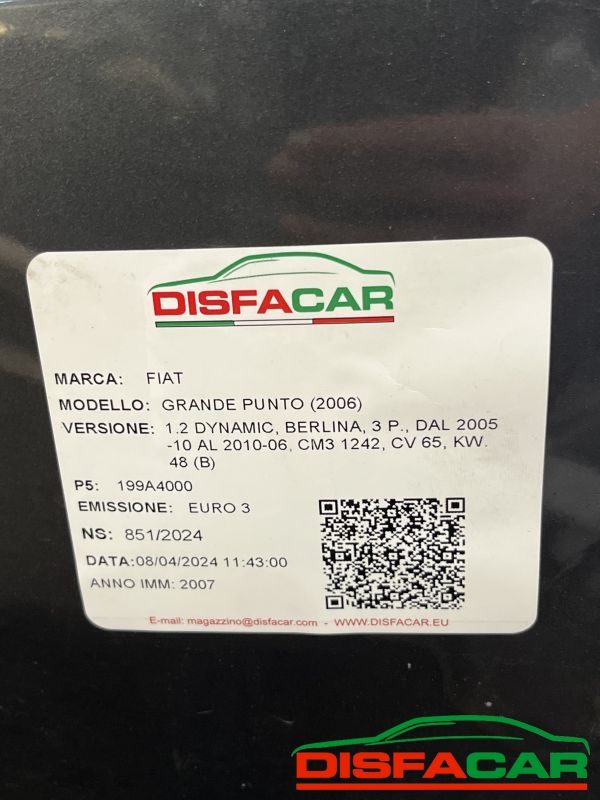 DISFACAR
MARCA: FIAT
MODELLO: GRANDE PUNTO (2006)
VERSIONE: 1.2 DYNAMIC, BERLINA, 3 P., DAL 2005
-10 AL 2010-06, CM3 1242, CV 65, KW.
48 (B)
P5: 199A4000
EMISSIONE: EURO 3
NS: 851/2024
DATA:08/04/2024 11:43:00
ANNO IMM: 2007
E-mail: magazzino@disfacar.com - WWW.DISFACAR.EU
DISFACAR